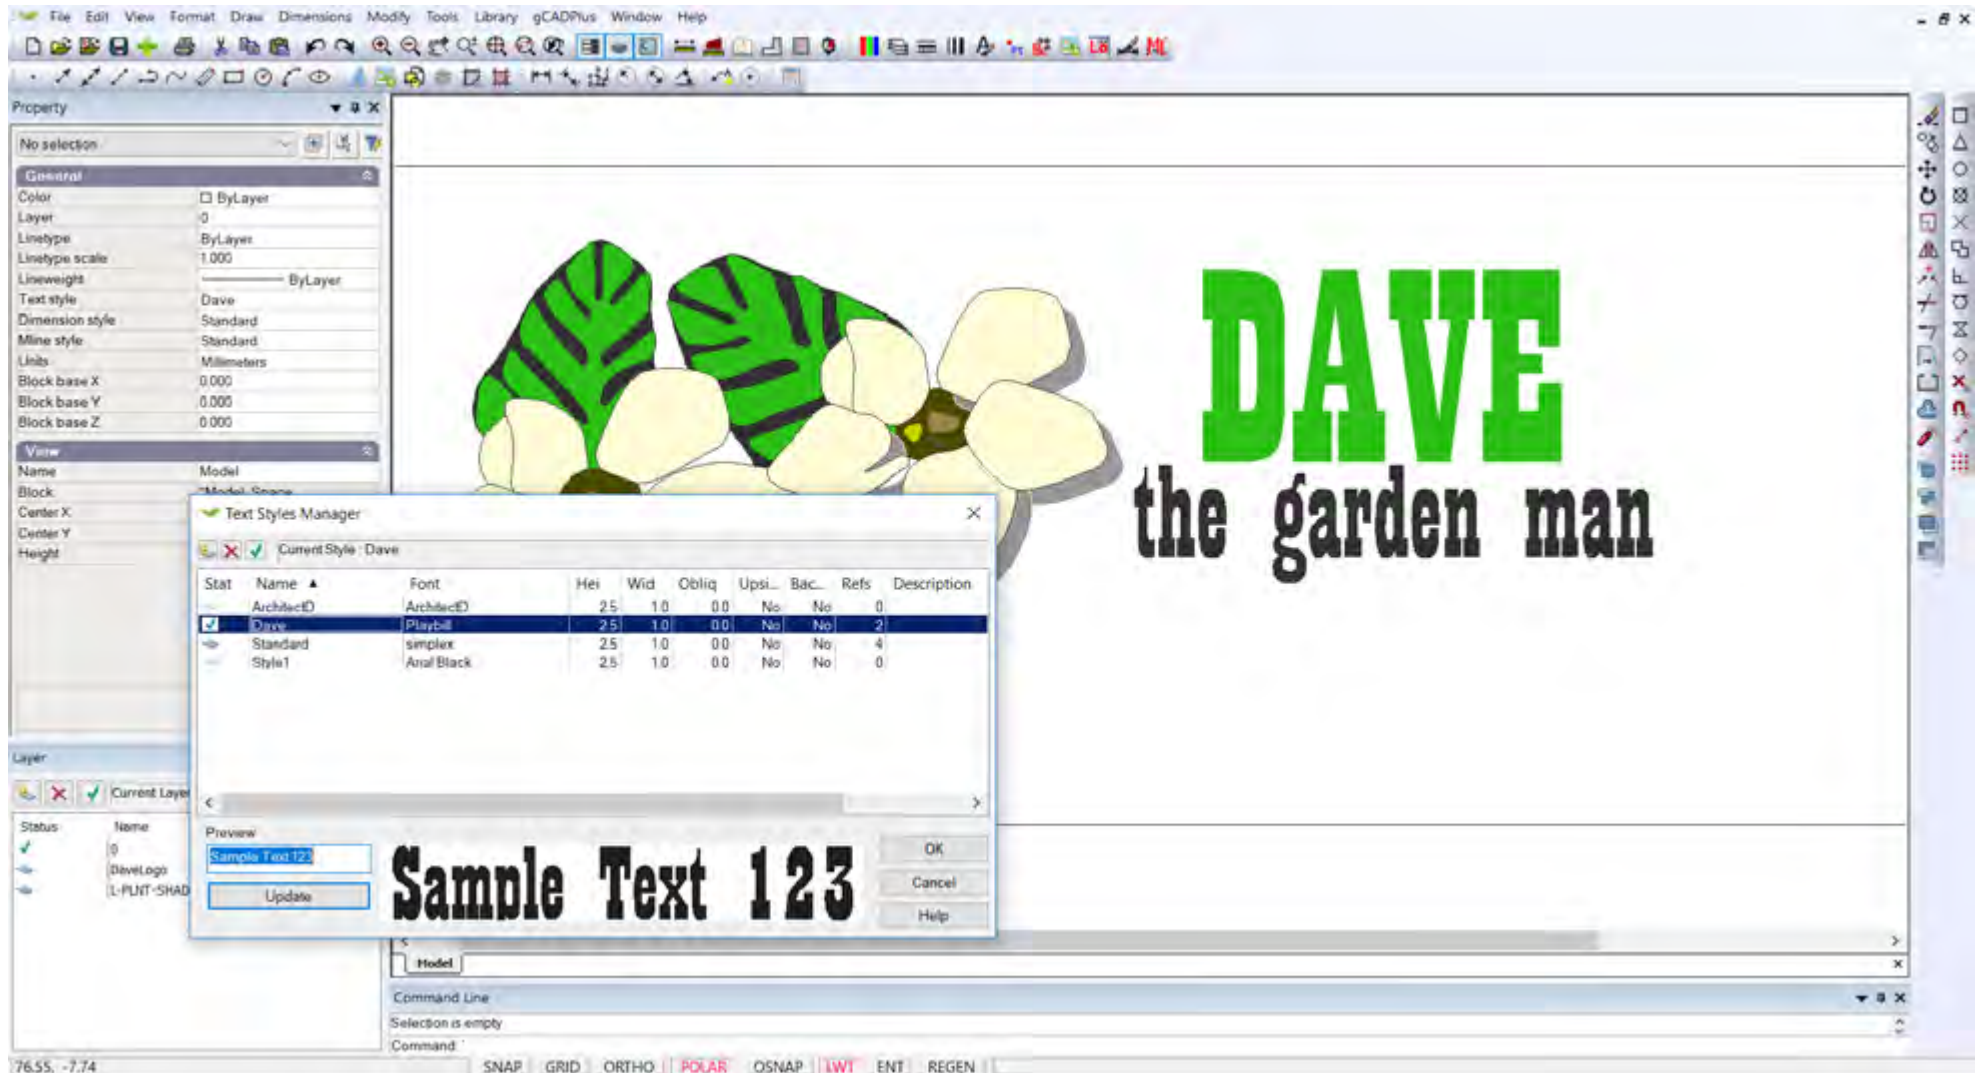 File Edit View Format Draw Dimensions Modify Tools Library gCADPlus Window Help
Property
No selection
General
Color ByLayer
Layer 0
Linetype ByLayer
Linetype scale 1.000
Lineweight ByLayer
Text style Dave
Dimension style Standard
Mline style Standard
Units Millimeters
Block base X 0.000
Block base Y 0.000
Block base Z 0.000
View
Name Model
Block *Model_Space
Center X
Center Y
Height
DAVE
the garden man
Text Styles Manager
Current Style : Dave
Stat Name Font Hei Wid Obliq Upsi... Bac... Refs Description
ArchitectD ArchitectD 2.5 1.0 0.0 No No 0
Dave Playbill 2.5 1.0 0.0 No No 2
Standard simplex 2.5 1.0 0.0 No No 4
Style1 Arial Black 2.5 1.0 0.0 No No 0
Preview
Sample Text 123
Update
Sample Text 123
OK
Cancel
Help
Layer
Current Layer
Status Name
0
DaveLogo
L-PLNT-SHAD
Model
Command Line
Selection is empty
Command
76.55, -7.74 SNAP GRID ORTHO POLAR OSNAP LWT ENT REGEN